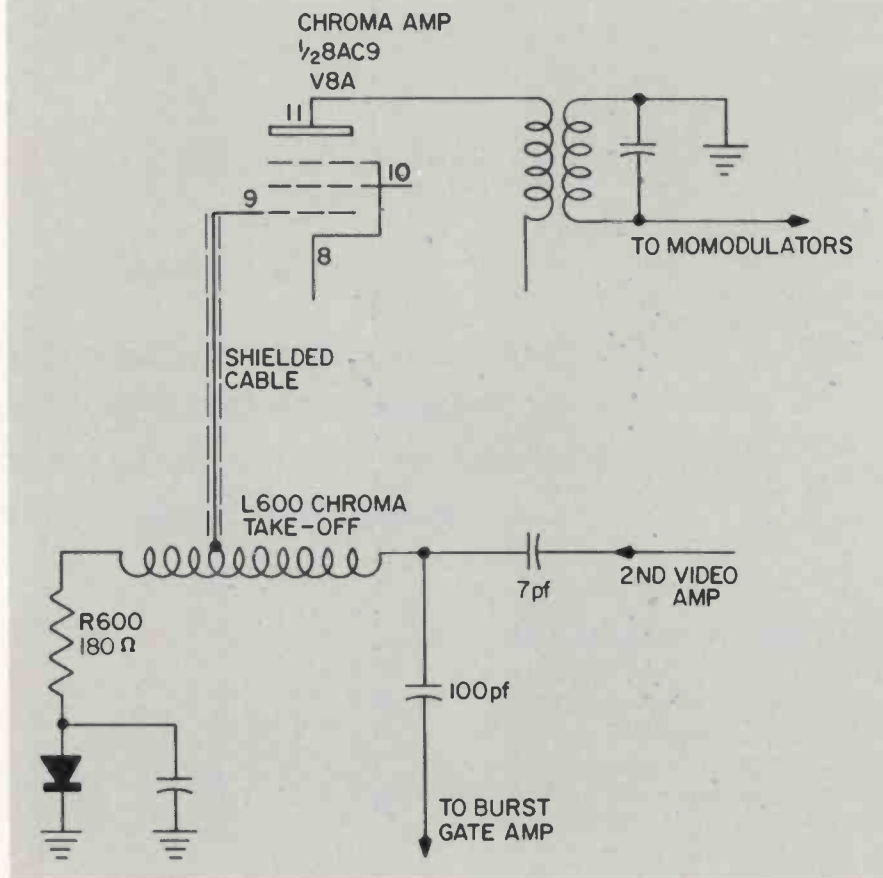 CHROMA AMP
½8AC9
V8A
11
10
9
8
TO MOMODULATORS
SHIELDED
CABLE
L600 CHROMA
TAKE-OFF
7pf
2ND VIDEO
AMP
R600
180Ω
100pf
TO BURST
GATE AMP